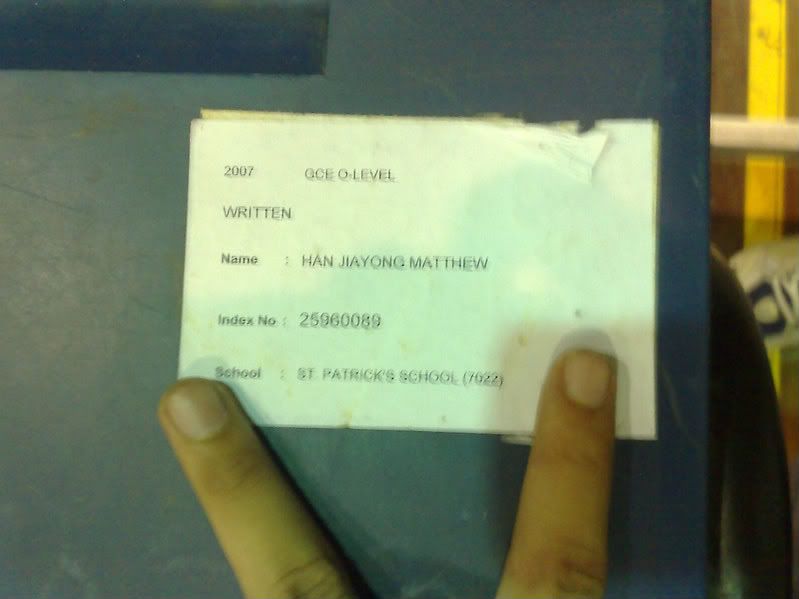 2007 GCE O-LEVEL
WRITTEN
Name : HAN JIAYONG MATTHEW
Index No : 25960089
School : ST. PATRICK'S SCHOOL (7022)